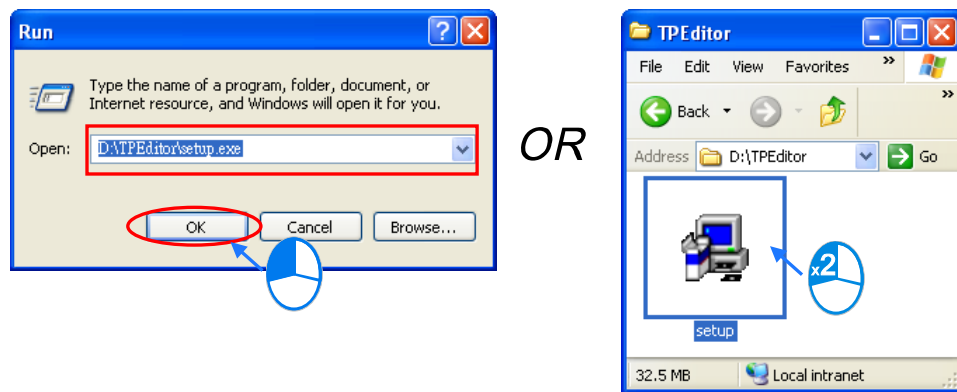 Run
Type the name of a program, folder, document, or
Internet resource, and Windows will open it for you.
Open:
D:\TPEditor\setup.exe
OK
Cancel
Browse...
OR
TPEditor
File Edit View Favorites »
Back
»
Address D:\TPEditor Go
x2
setup
32.5 MB Local intranet